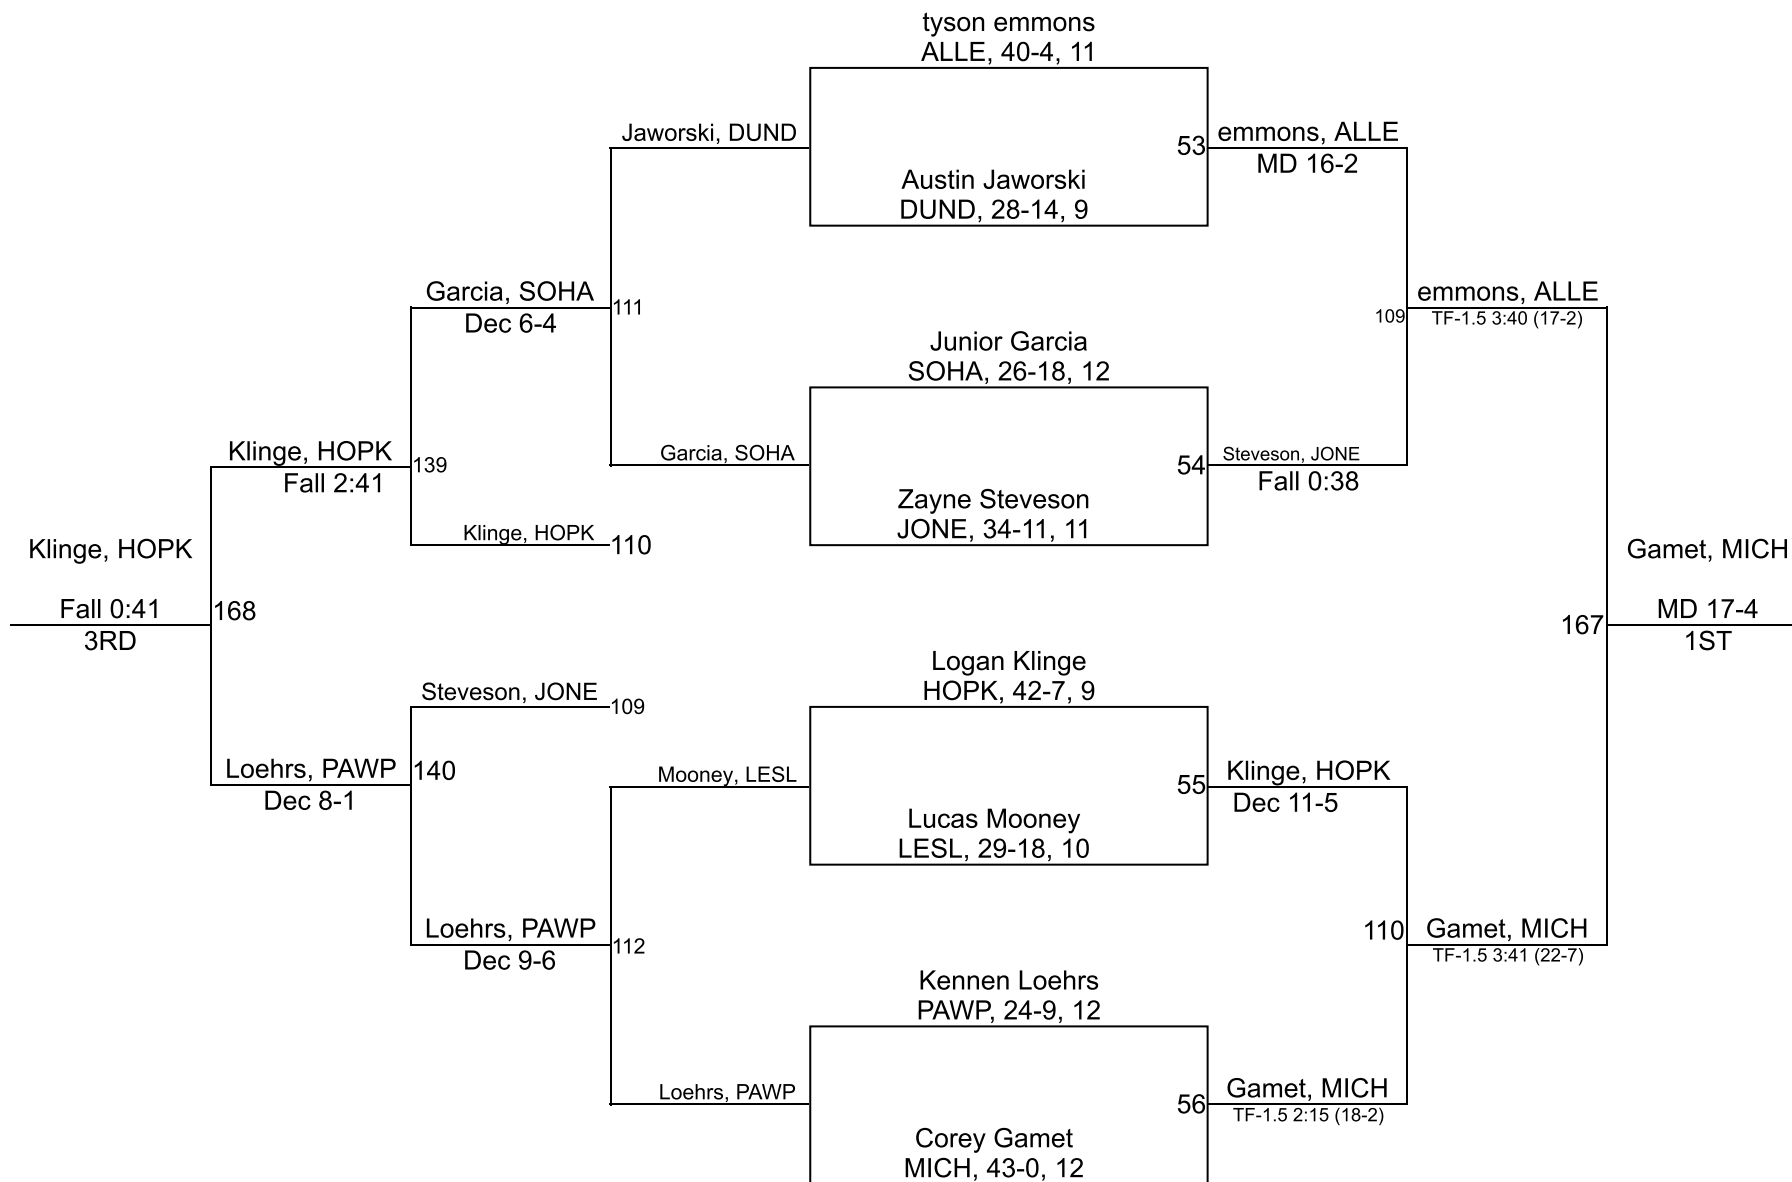 tyson emmons
ALLE, 40-4, 11
Jaworski, DUND
53
emmons, ALLE
MD 16-2
Austin Jaworski
DUND, 28-14, 9
Garcia, SOHA
Dec 6-4
111
emmons, ALLE
109
TF-1.5 3:40 (17-2)
Junior Garcia
SOHA, 26-18, 12
Klinge, HOPK
Fall 2:41
139
Garcia, SOHA
54
Steveson, JONE
Fall 0:38
Zayne Steveson
JONE, 34-11, 11
Klinge, HOPK
110
Klinge, HOPK
Fall 0:41
3RD
168
Gamet, MICH
167
MD 17-4
1ST
Logan Klinge
HOPK, 42-7, 9
Steveson, JONE
109
Loehrs, PAWP
Dec 8-1
140
Mooney, LESL
55
Klinge, HOPK
Dec 11-5
Lucas Mooney
LESL, 29-18, 10
Loehrs, PAWP
Dec 9-6
112
110
Gamet, MICH
TF-1.5 3:41 (22-7)
Kennen Loehrs
PAWP, 24-9, 12
Loehrs, PAWP
56
Gamet, MICH
TF-1.5 2:15 (18-2)
Corey Gamet
MICH, 43-0, 12